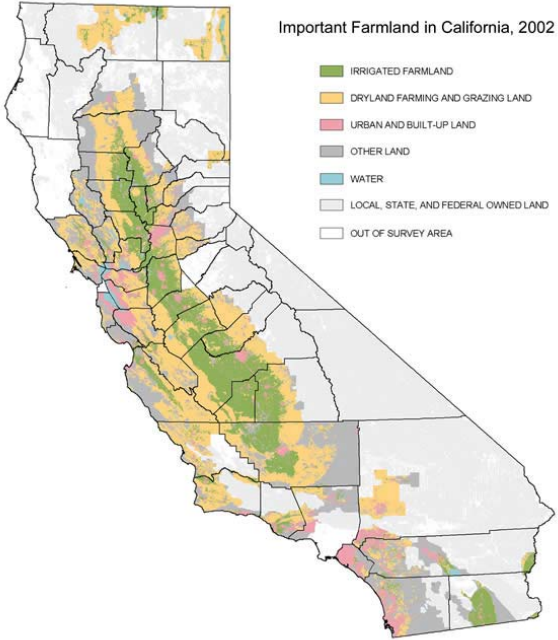 Important Farmland in California, 2002
IRRIGATED FARMLAND
DRYLAND FARMING AND GRAZING LAND
URBAN AND BUILT-UP LAND
OTHER LAND
WATER
LOCAL, STATE, AND FEDERAL OWNED LAND
OUT OF SURVEY AREA